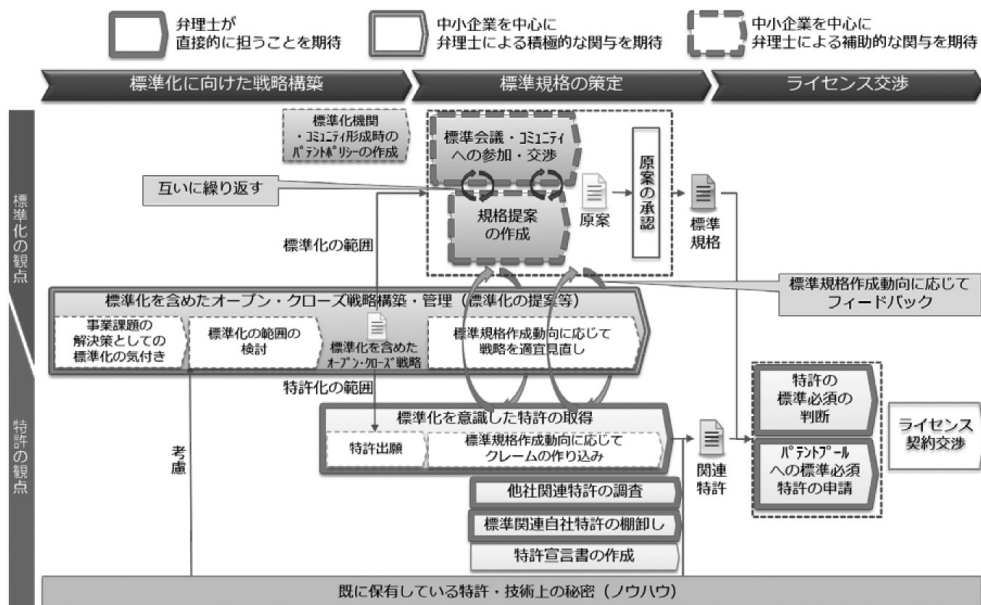 弁理士が
直接的に担うことを期待
中小企業を中心に
弁理士による積極的な関与を期待
中小企業を中心に
弁理士による補助的な関与を期待
標準化に向けた戦略構築
標準規格の策定
ライセンス交渉
標準化の観点
特許の観点
標準化機関
・コミュニティ形成時の
パテントポリシーの作成
標準会議・コミュニティ
への参加・交渉
互いに繰り返す
規格提案
の作成
原案
原案の承認
標準
規格
標準化の範囲
標準規格作成動向に応じて
フィードバック
標準化を含めたオープン・クローズ戦略構築・管理（標準化の提案等）
事業課題の
解決策としての
標準化の気付き
標準化の範囲の
検討
標準化を含めた
オープン・クローズ戦略
標準規格作成動向に応じて
戦略を適宜見直し
特許化の範囲
標準化を意識した特許の取得
特許出願
標準規格作成動向に応じて
クレームの作り込み
考慮
関連
特許
特許の
標準必須の
判断
パテントプール
への標準必須
特許の申請
ライセンス
契約交渉
他社関連特許の調査
標準関連自社特許の棚卸し
特許宣言書の作成
既に保有している特許・技術上の秘密（ノウハウ）